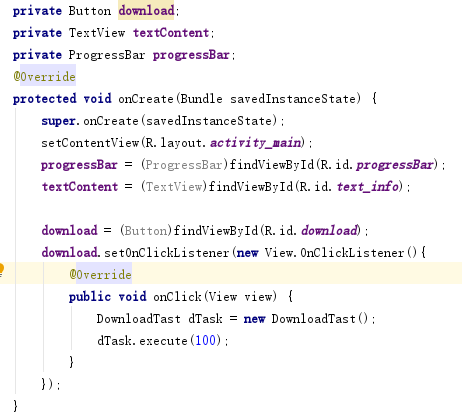 private Button download;
private TextView textContent;
private ProgressBar progressBar;
@Override
protected void onCreate(Bundle savedInstanceState) {
    super.onCreate(savedInstanceState);
    setContentView(R.layout.activity_main);
    progressBar = (ProgressBar)findViewById(R.id.progressBar);
    textContent = (TextView)findViewById(R.id.text_info);
    download = (Button)findViewById(R.id.download);
    download.setOnClickListener(new View.OnClickListener(){
        @Override
        public void onClick(View view) {
            DownloadTast dTask = new DownloadTast();
            dTask.execute(100);
        }
    });
}